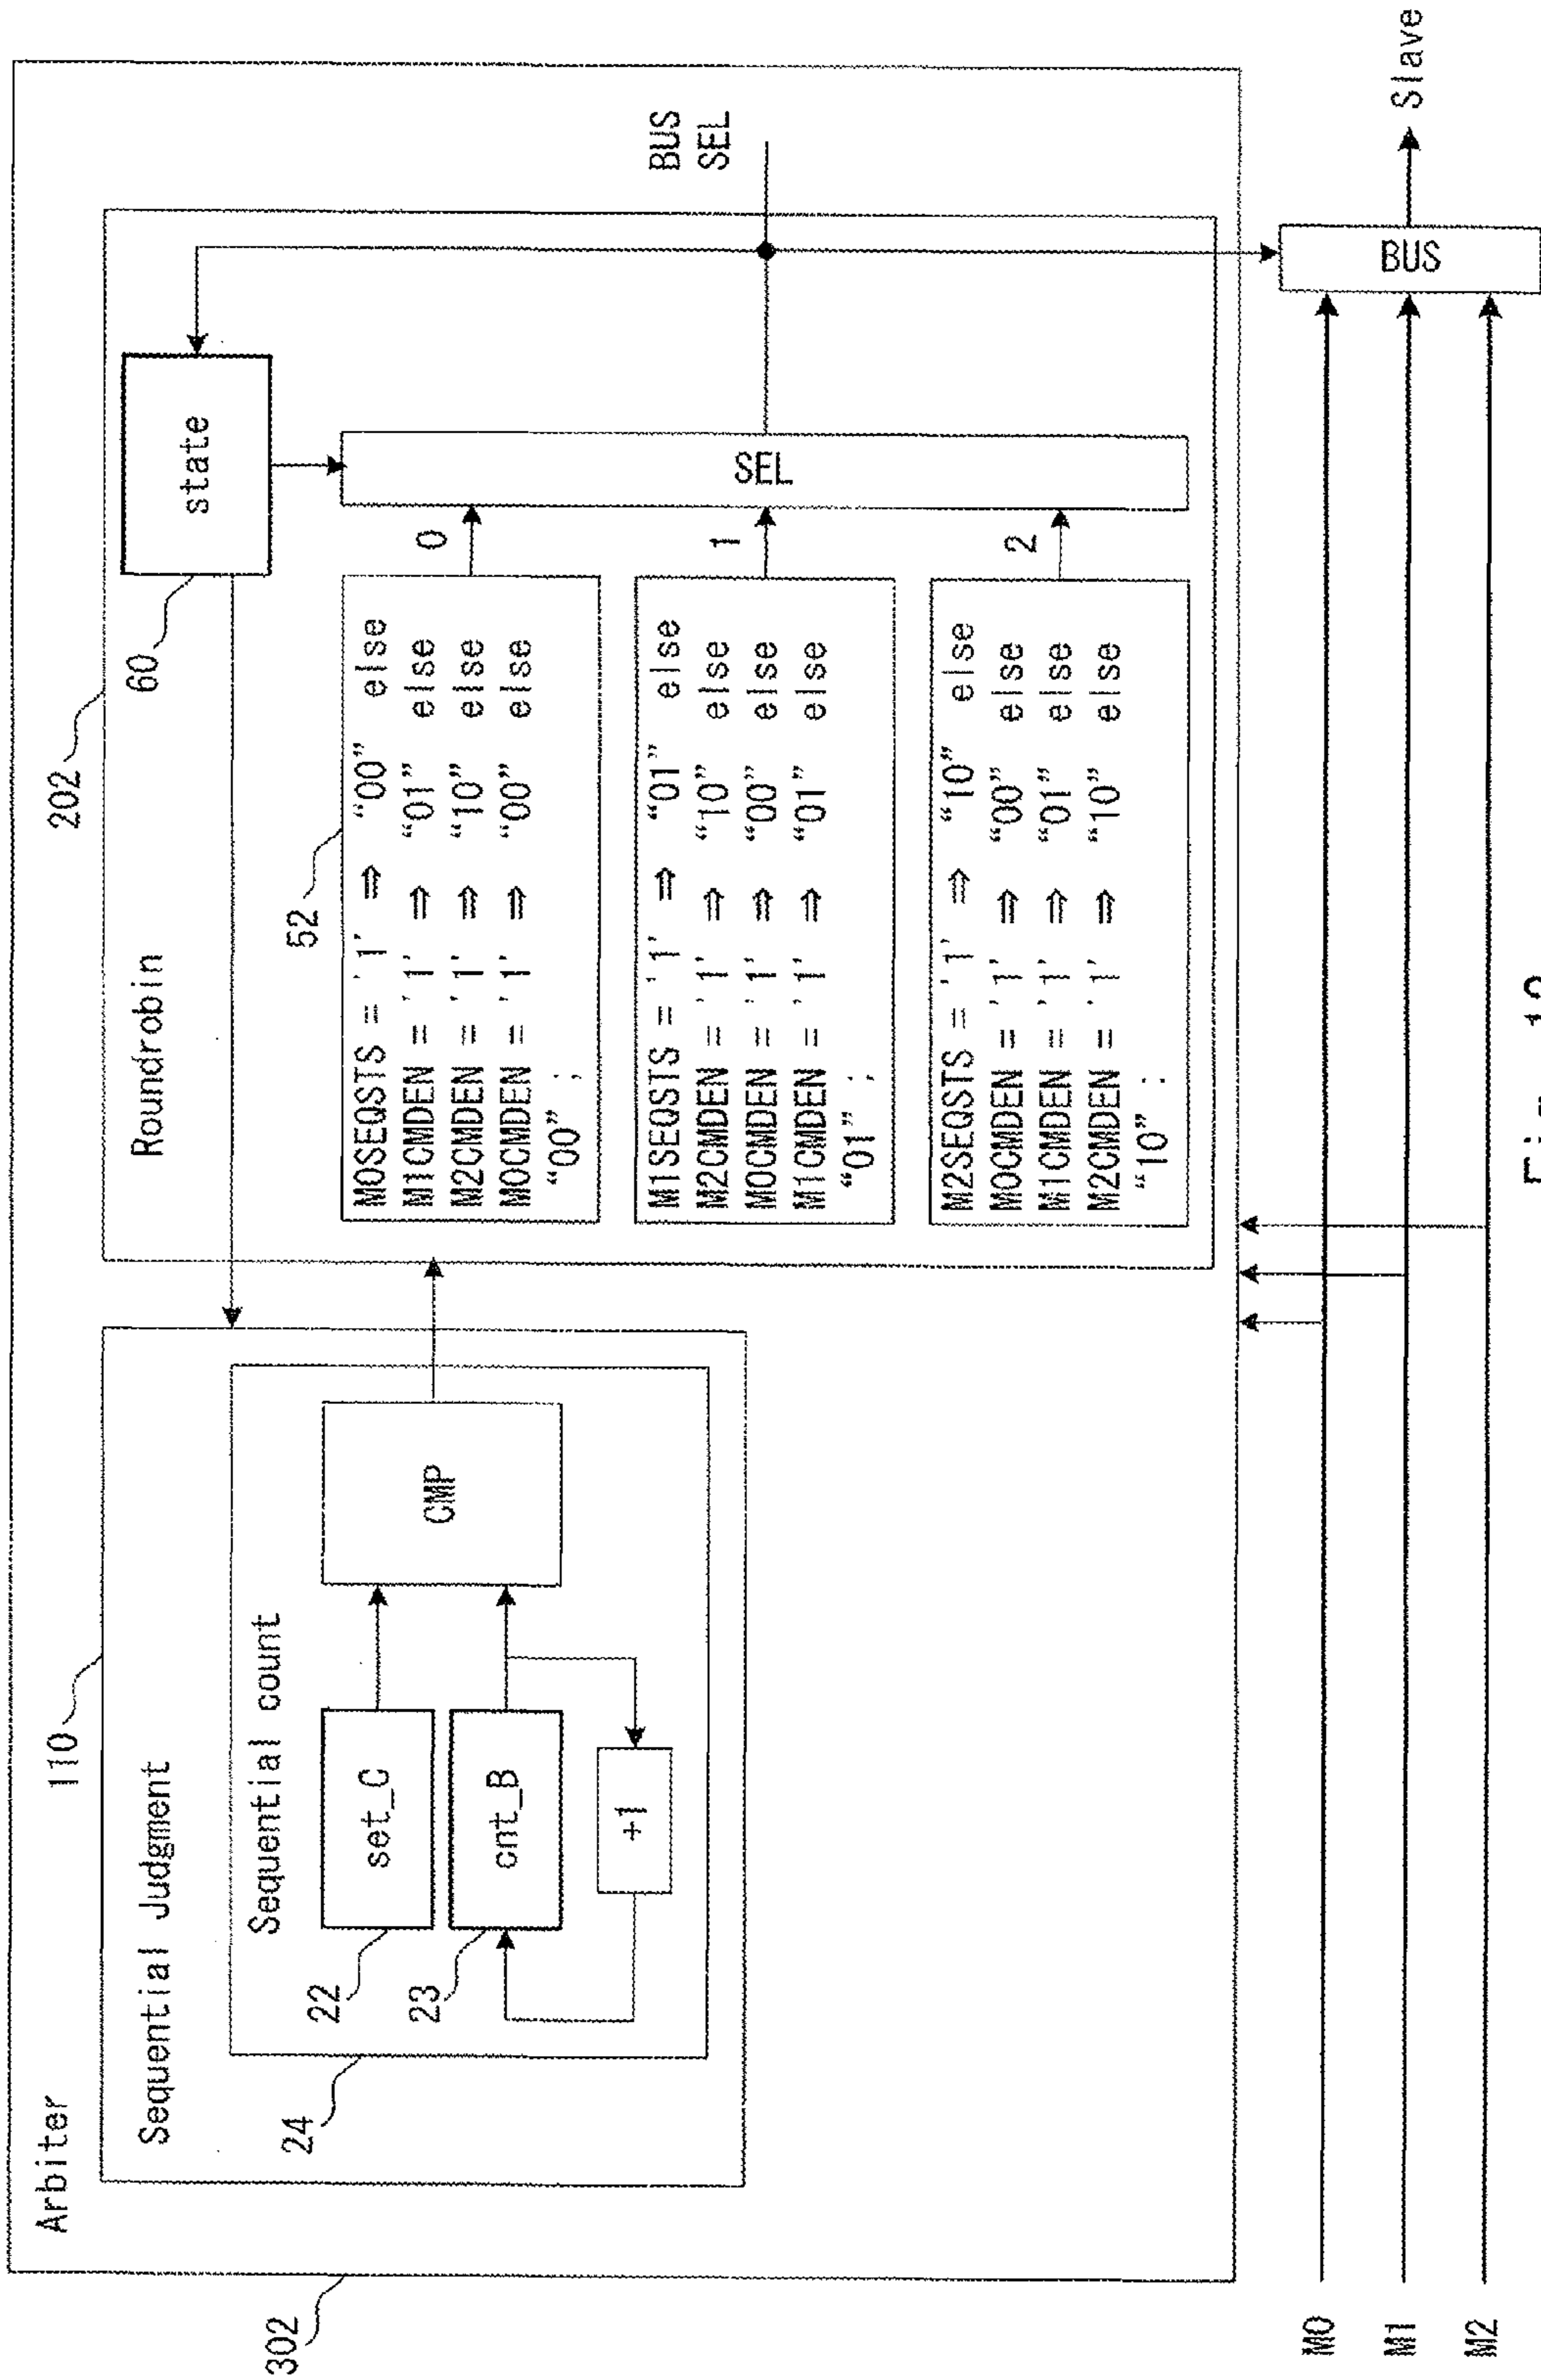 Arbiter
302
110
Sequential Judgment
24
Sequential count
22
set_C
23
cnt_B
+1
CMP
202
Roundrobin
60
state
52
M0SEQSTS = '1' ⇒ “00” else
M1CMDEN = '1' ⇒ “01” else
M2CMDEN = '1' ⇒ “10” else
M0CMDEN = '1' ⇒ “00” else
“00” ;
0
M1SEQSTS = '1' ⇒ “01” else
M2CMDEN = '1' ⇒ “10” else
M0CMDEN = '1' ⇒ “00” else
M1CMDEN = '1' ⇒ “01” else
“01” ;
1
M2SEQSTS = '1' ⇒ “10” else
M0CMDEN = '1' ⇒ “00” else
M1CMDEN = '1' ⇒ “01” else
M2CMDEN = '1' ⇒ “10” else
“10” ;
2
SEL
BUS
SEL
M0
M1
M2
BUS
Slave